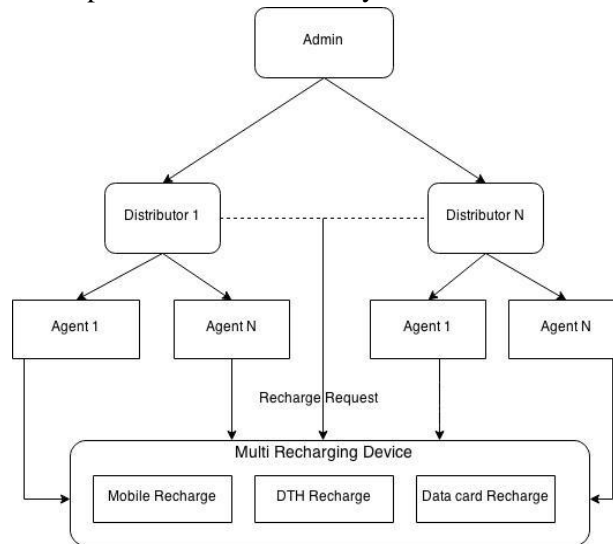 Admin
Distributor 1
Distributor N
Agent 1
Agent N
Agent 1
Agent N
Recharge Request
Multi Recharging Device
Mobile Recharge
DTH Recharge
Data card Recharge